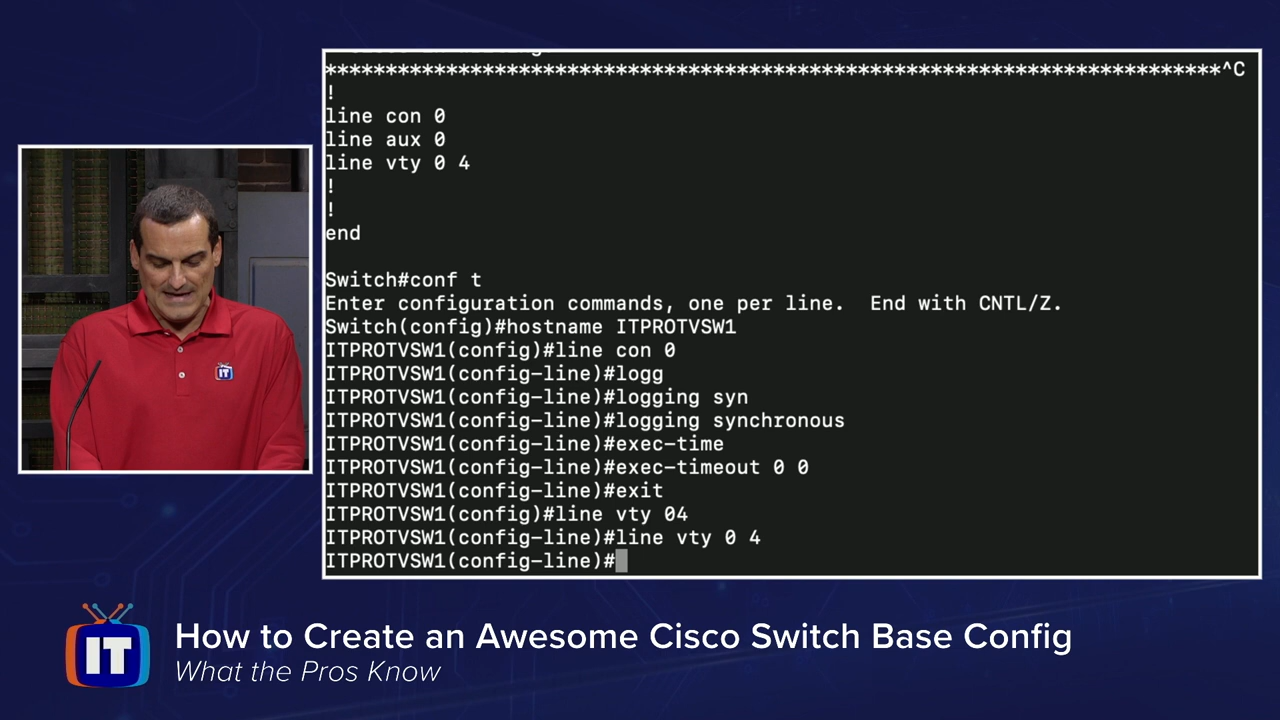 **************************************************************************^C
!
line con 0
line aux 0
line vty 0 4
!
!
end
Switch#conf t
Enter configuration commands, one per line.  End with CNTL/Z.
Switch(config)#hostname ITPROTVSW1
ITPROTVSW1(config)#line con 0
ITPROTVSW1(config-line)#logg
ITPROTVSW1(config-line)#logging syn
ITPROTVSW1(config-line)#logging synchronous
ITPROTVSW1(config-line)#exec-time
ITPROTVSW1(config-line)#exec-timeout 0 0
ITPROTVSW1(config-line)#exit
ITPROTVSW1(config)#line vty 04
ITPROTVSW1(config-line)#line vty 0 4
ITPROTVSW1(config-line)#
IT
IT
How to Create an Awesome Cisco Switch Base Config
What the Pros Know